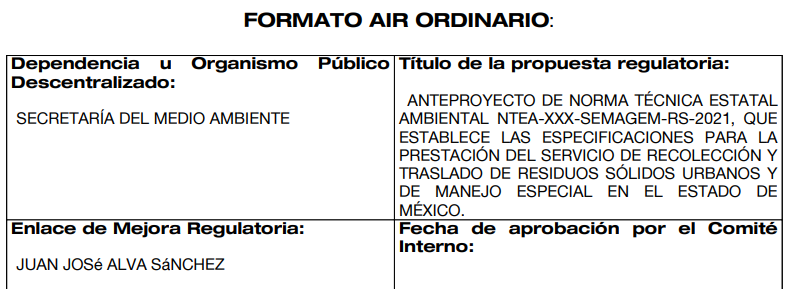 FORMATO AIR ORDINARIO:
Dependencia u Organismo Público
Descentralizado:
SECRETARÍA DEL MEDIO AMBIENTE
Título de la propuesta regulatoria:
ANTEPROYECTO DE NORMA TÉCNICA ESTATAL
AMBIENTAL NTEA-XXX-SEMAGEM-RS-2021, QUE
ESTABLECE LAS ESPECIFICACIONES PARA LA
PRESTACIÓN DEL SERVICIO DE RECOLECCIÓN Y
TRASLADO DE RESIDUOS SÓLIDOS URBANOS Y
DE MANEJO ESPECIAL EN EL ESTADO DE
MÉXICO.
Enlace de Mejora Regulatoria:
JUAN JOSé ALVA SáNCHEZ
Fecha de aprobación por el Comité
Interno: